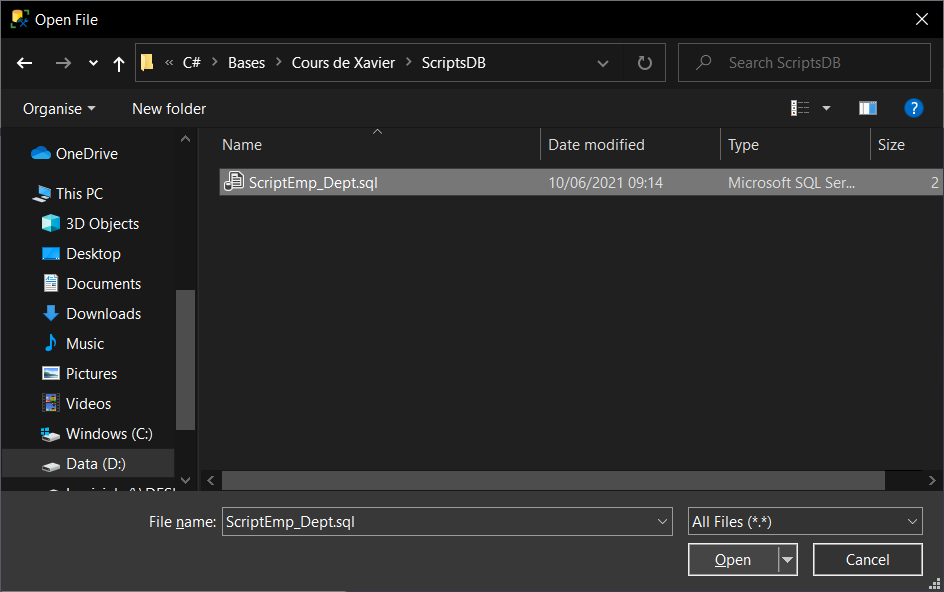 Open File
« C# > Bases > Cours de Xavier > ScriptsDB
Search ScriptsDB
Organise
New folder
?
Name
Date modified
Type
Size
OneDrive
This PC
3D Objects
Desktop
Documents
Downloads
Music
Pictures
Videos
Windows (C:)
Data (D:)
ScriptEmp_Dept.sql
10/06/2021 09:14
Microsoft SQL Ser...
2
File name:
ScriptEmp_Dept.sql
All Files (*.*)
Open
Cancel